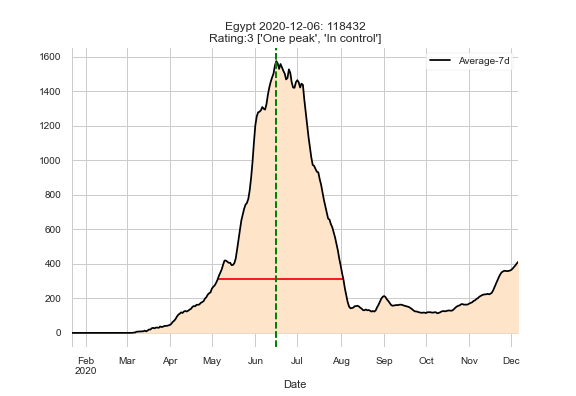 Egypt 2020-12-06: 118432
Rating:3 ['One peak', 'In control']
Average-7d
1600
1400
1200
1000
800
600
400
200
0
Feb Mar Apr May Jun Jul Aug Sep Oct Nov Dec
2020
Date